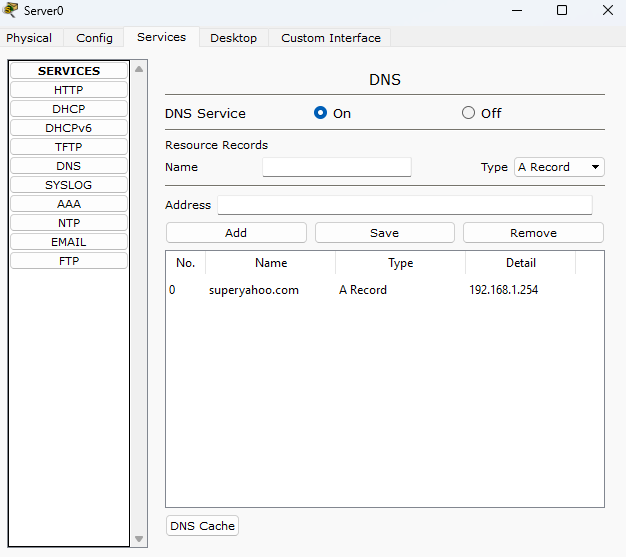 Server0
Physical Config Services Desktop Custom Interface
SERVICES
HTTP
DHCP
DHCPv6
TFTP
DNS
SYSLOG
AAA
NTP
EMAIL
FTP
DNS
DNS Service On Off
Resource Records
Name Type A Record
Address
Add Save Remove
No. Name Type Detail
0 superyahoo.com A Record 192.168.1.254
DNS Cache